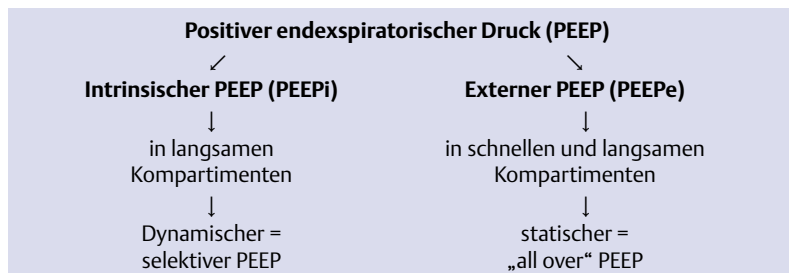 Positiver endexspiratorischer Druck (PEEP)
↙ ↘
Intrinsischer PEEP (PEEPi) Externer PEEP (PEEPe)
↓ ↓
in langsamen in schnellen und langsamen
Kompartimenten Kompartimenten
↓ ↓
Dynamischer = statischer =
selektiver PEEP „all over“ PEEP